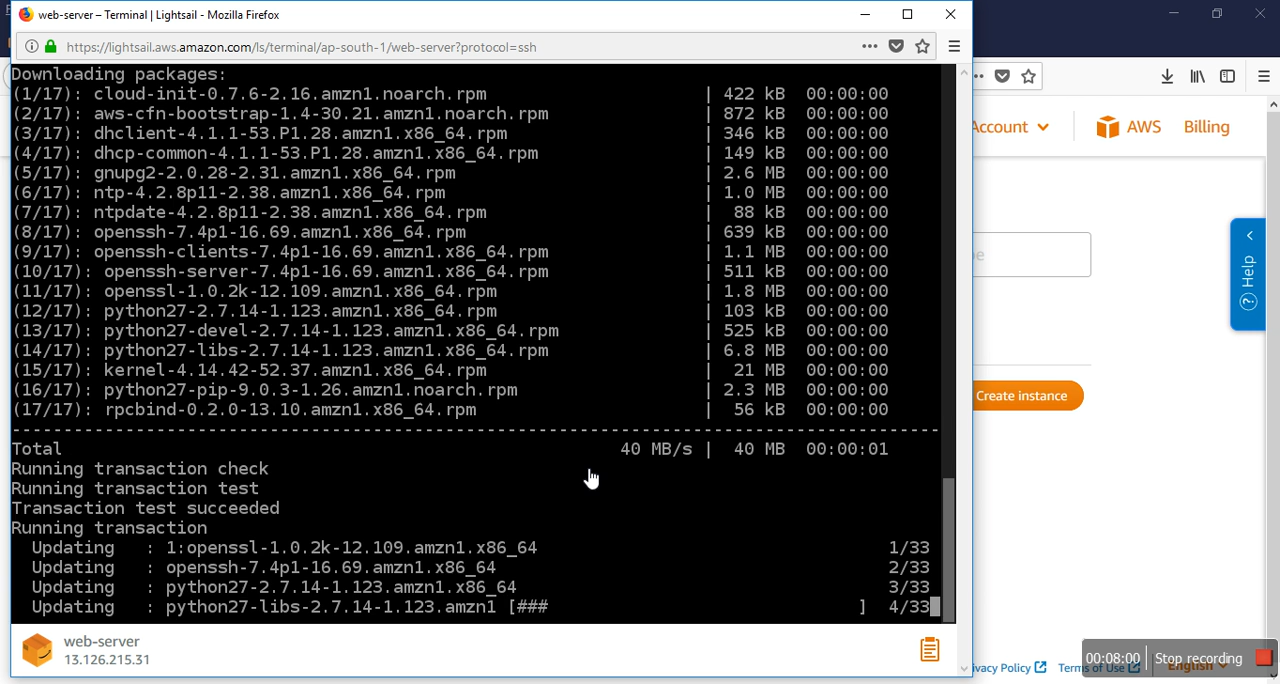 web-server – Terminal | Lightsail - Mozilla Firefox
https://lightsail.aws.amazon.com/ls/terminal/ap-south-1/web-server?protocol=ssh
Downloading packages:
(1/17): cloud-init-0.7.6-2.16.amzn1.noarch.rpm | 422 kB 00:00:00
(2/17): aws-cfn-bootstrap-1.4-30.21.amzn1.noarch.rpm | 872 kB 00:00:00
(3/17): dhclient-4.1.1-53.P1.28.amzn1.x86_64.rpm | 346 kB 00:00:00
(4/17): dhcp-common-4.1.1-53.P1.28.amzn1.x86_64.rpm | 149 kB 00:00:00
(5/17): gnupg2-2.0.28-2.31.amzn1.x86_64.rpm | 2.6 MB 00:00:00
(6/17): ntp-4.2.8p11-2.38.amzn1.x86_64.rpm | 1.0 MB 00:00:00
(7/17): ntpdate-4.2.8p11-2.38.amzn1.x86_64.rpm | 88 kB 00:00:00
(8/17): openssh-7.4p1-16.69.amzn1.x86_64.rpm | 639 kB 00:00:00
(9/17): openssh-clients-7.4p1-16.69.amzn1.x86_64.rpm | 1.1 MB 00:00:00
(10/17): openssh-server-7.4p1-16.69.amzn1.x86_64.rpm | 511 kB 00:00:00
(11/17): openssl-1.0.2k-12.109.amzn1.x86_64.rpm | 1.8 MB 00:00:00
(12/17): python27-2.7.14-1.123.amzn1.x86_64.rpm | 103 kB 00:00:00
(13/17): python27-devel-2.7.14-1.123.amzn1.x86_64.rpm | 525 kB 00:00:00
(14/17): python27-libs-2.7.14-1.123.amzn1.x86_64.rpm | 6.8 MB 00:00:00
(15/17): kernel-4.14.42-52.37.amzn1.x86_64.rpm | 21 MB 00:00:00
(16/17): python27-pip-9.0.3-1.26.amzn1.noarch.rpm | 2.3 MB 00:00:00
(17/17): rpcbind-0.2.0-13.10.amzn1.x86_64.rpm | 56 kB 00:00:00
--------------------------------------------------------------------------------
Total 40 MB/s | 40 MB 00:00:01
Running transaction check
Running transaction test
Transaction test succeeded
Running transaction
Updating : 1:openssl-1.0.2k-12.109.amzn1.x86_64 1/33
Updating : openssh-7.4p1-16.69.amzn1.x86_64 2/33
Updating : python27-2.7.14-1.123.amzn1.x86_64 3/33
Updating : python27-libs-2.7.14-1.123.amzn1 [### ] 4/33
web-server
13.126.215.31
Account
AWS
Billing
Help
Create instance
ivacy Policy
Terms of Use
English
00:08:00 Stop recording